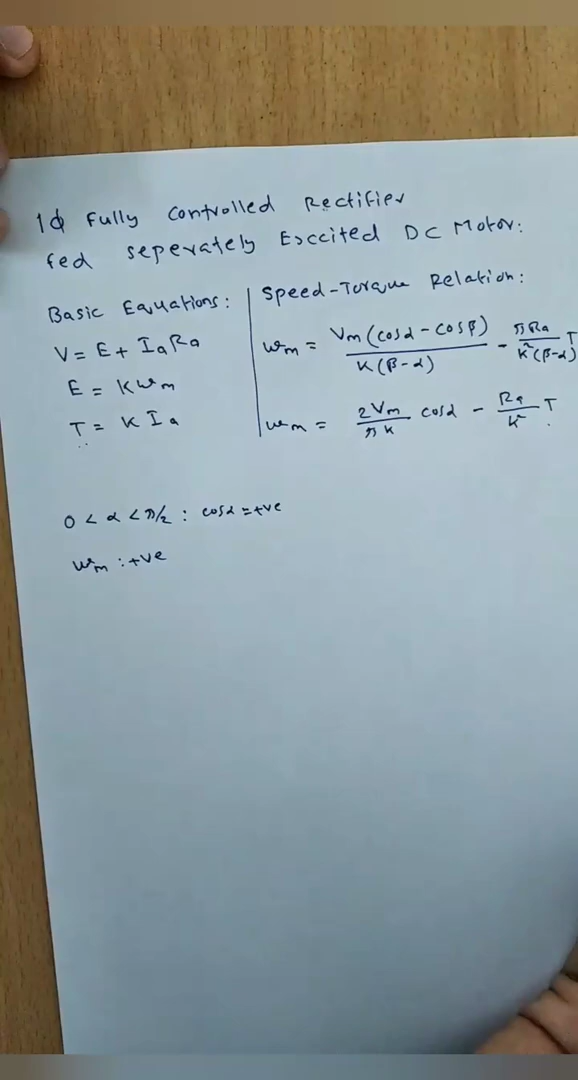 1ϕ Fully Controlled Rectifier
fed seperately Excited DC Motor:
Basic Equations:
V = E + IaRa
E = Kωm
T = K Ia
Speed-Torque Relation:
ωm = Vm(cosα - cosβ) / K(β-α) - πRa / K²(β-α) T
ωm = 2Vm / πK cosα - Ra / K² T
0 < α < π/2 : cosα = +ve
ωm : +ve